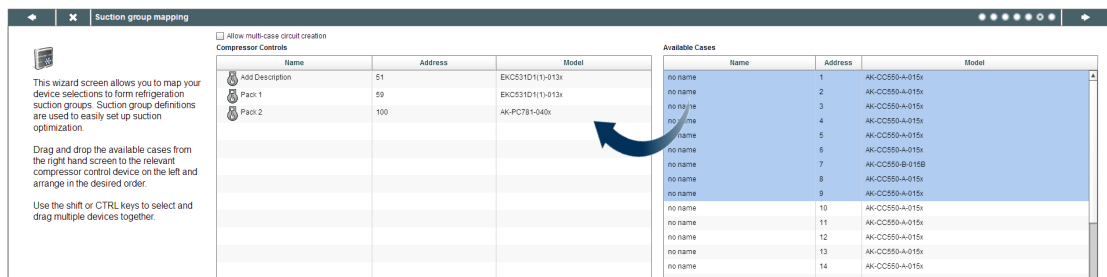 Suction group mapping
Allow multi-case circuit creation
Compressor Controls
Available Cases
Name Address Model
Name Address Model
This wizard screen allows you to map your
device selections to form refrigeration
suction groups. Suction group definitions
are used to easily set up suction
optimization.
Drag and drop the available cases from
the right hand screen to the relevant
compressor control device on the left and
arrange in the desired order.
Use the shift or CTRL keys to select and
drag multiple devices together.
Add Description 51 EKC531D1(1)-013x
Pack 1 59 EKC531D1(1)-013x
Pack 2 100 AK-PC781-040x
no name 1 AK-CC550-A-015x
no name 2 AK-CC550-A-015x
no name 3 AK-CC550-A-015x
no name 4 AK-CC550-A-015x
no name 5 AK-CC550-A-015x
no name 6 AK-CC550-A-015x
no name 7 AK-CC550-B-015B
no name 8 AK-CC550-A-015x
no name 9 AK-CC550-A-015x
no name 10 AK-CC550-A-015x
no name 11 AK-CC550-A-015x
no name 12 AK-CC550-A-015x
no name 13 AK-CC550-A-015x
no name 14 AK-CC550-A-015x